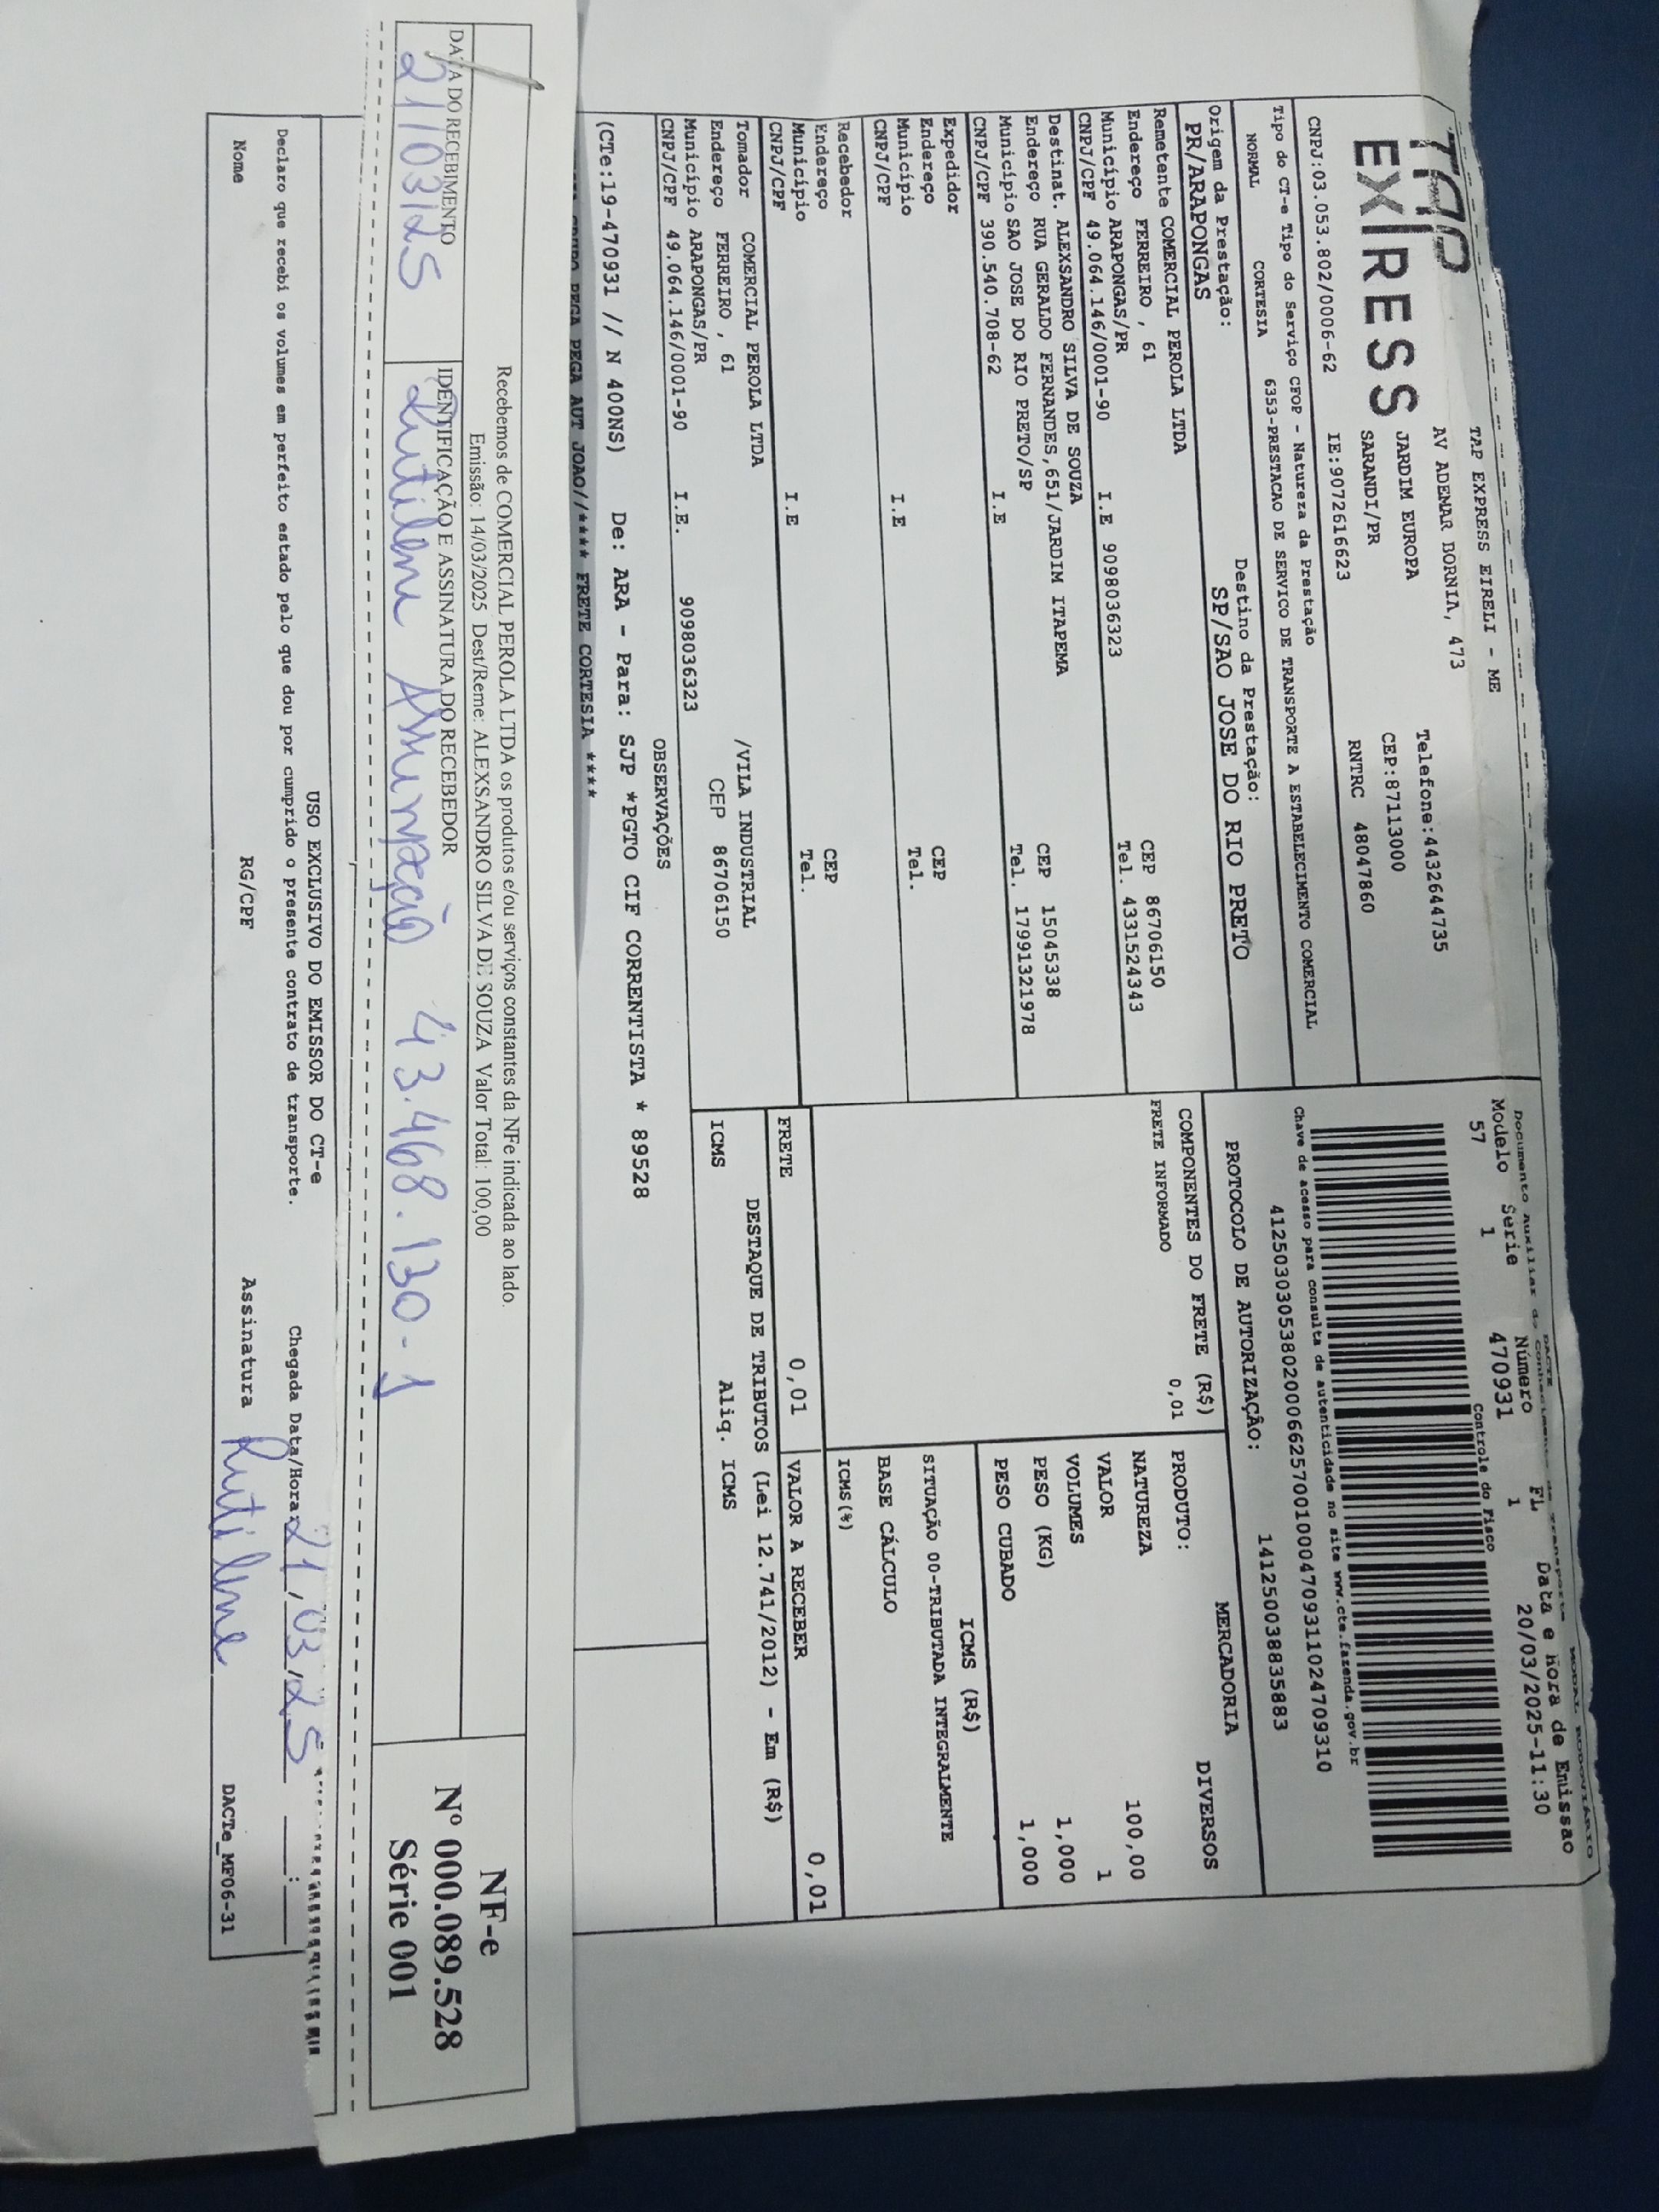 TAP EXPRESS EIRELI - ME
TAP
EXPRESS
AV ADEMAR BORNIA, 473
JARDIM EUROPA
SARANDI/PR
Telefone:4432644735
CEP:87113000
RNTRC 48047860
CNPJ:03.053.802/0006-62 IE:9072616623
Tipo do CT-e Tipo do Serviço CFOP - Natureza da Prestação
NORMAL CORTESIA 6353-PRESTACAO DE SERVICO DE TRANSPORTE A ESTABELECIMENTO COMERCIAL
Origem da Prestação: Destino da Prestação:
PR/ARAPONGAS SP/SAO JOSE DO RIO PRETO
Remetente COMERCIAL PEROLA LTDA
Endereço FERREIRO , 61 CEP 86706150
Município ARAPONGAS/PR Tel. 4331524343
CNPJ/CPF 49.064.146/0001-90 I.E 9098036323
Destinat. ALEXSANDRO SILVA DE SOUZA
Endereço RUA GERALDO FERNANDES,651/JARDIM ITAPEMA CEP 15045338
Município SAO JOSE DO RIO PRETO/SP Tel. 17991321978
CNPJ/CPF 390.540.708-62 I.E
Expedidor
Endereço CEP
Município Tel.
CNPJ/CPF I.E
Recebedor
Endereço CEP
Município Tel.
CNPJ/CPF I.E
Tomador COMERCIAL PEROLA LTDA
Endereço FERREIRO , 61 /VILA INDUSTRIAL
Município ARAPONGAS/PR CEP 86706150
CNPJ/CPF 49.064.146/0001-90 I.E. 9098036323
OBSERVAÇÕES
(CTe:19-470931 // N 400NS) De: ARA - Para: SJP *PGTO CIF CORRENTISTA * 89528
PEGA PEGA AUT JOAO//**** FRETE CORTESIA ****
MODAL RODOVIÁRIO
DACTE
Documento Auxiliar do
Modelo Serie Número FL Data e Hora de Emissao
57 1 470931 1 20/03/2025-11:30
Controle do Fisco
Chave de acesso para consulta de autenticidade no site www.cte.fazenda.gov.br
41250303053802000662570010004709311024709310
PROTOCOLO DE AUTORIZAÇÃO: 141250038835883
COMPONENTES DO FRETE (R$)
FRETE INFORMADO 0,01
MERCADORIA
PRODUTO: DIVERSOS
NATUREZA
VALOR 100,00
VOLUMES 1
PESO (KG) 1,000
PESO CUBADO 1,000
ICMS (R$)
SITUAÇÃO 00-TRIBUTADA INTEGRALMENTE
BASE CÁLCULO
ICMS(%)
FRETE 0,01 VALOR A RECEBER 0,01
DESTAQUE DE TRIBUTOS (Lei 12.741/2012) - Em (R$)
ICMS Aliq. ICMS
Recebemos de COMERCIAL PEROLA LTDA os produtos e/ou serviços constantes da NFe indicada ao lado.
Emissão: 14/03/2025 Dest/Reme: ALEXSANDRO SILVA DE SOUZA Valor Total: 100,00
DATA DO RECEBIMENTO IDENTIFICAÇÃO E ASSINATURA DO RECEBEDOR
21/03/25 Rutilene Assunpção 43.468.130-1
NF-e
Nº 000.089.528
Série 001
USO EXCLUSIVO DO EMISSOR DO CT-e
Declaro que recebi os volumes em perfeito estado pelo que dou por cumprido o presente contrato de transporte. Chegada Data/Hora: 21/03/25 __:__
Nome RG/CPF Assinatura Rutilene
DACTe_MF06-31